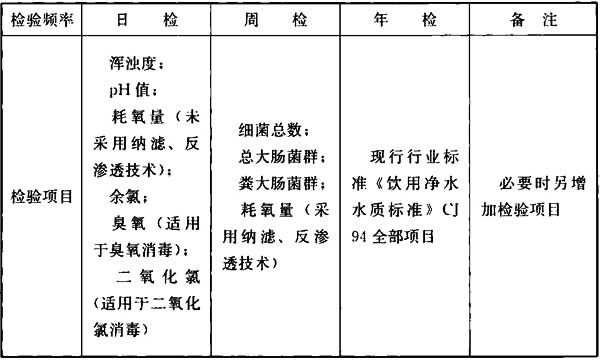 检验频率 日 检 周 检 年 检 备 注
检验项目
浑浊度；
pH 值；
耗氧量（未
采用纳滤、反
渗透技术）；
余氯；
臭氧（适用
于臭氧消毒）；
二氧化氯
（适用于二氧化
氯消毒）
细菌总数；
总大肠菌群；
粪大肠菌群；
耗氧量（采
用纳滤、反渗
透技术）
现行行业标
准《饮用净水
水质标准》CJ
94 全部项目
必要时另增
加检验项目